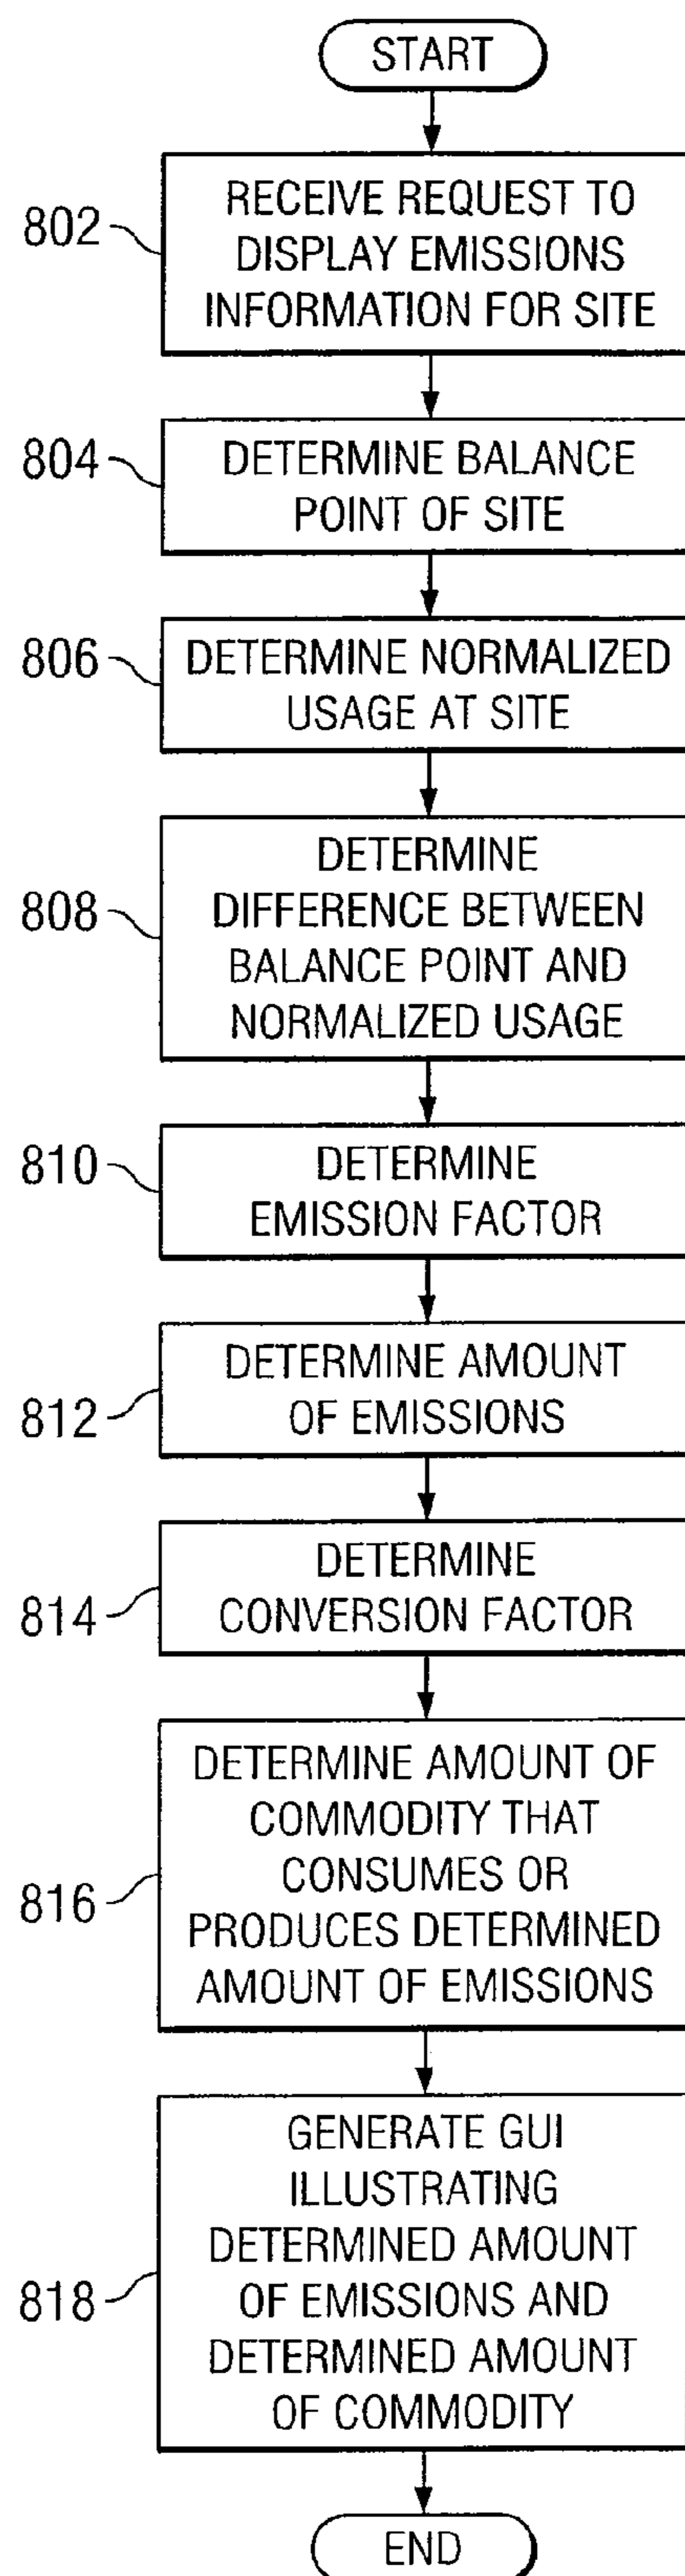 START
802
RECEIVE REQUEST TO
DISPLAY EMISSIONS
INFORMATION FOR SITE
804
DETERMINE BALANCE
POINT OF SITE
806
DETERMINE NORMALIZED
USAGE AT SITE
808
DETERMINE
DIFFERENCE BETWEEN
BALANCE POINT AND
NORMALIZED USAGE
810
DETERMINE
EMISSION FACTOR
812
DETERMINE AMOUNT
OF EMISSIONS
814
DETERMINE
CONVERSION FACTOR
816
DETERMINE AMOUNT OF
COMMODITY THAT
CONSUMES OR
PRODUCES DETERMINED
AMOUNT OF EMISSIONS
818
GENERATE GUI
ILLUSTRATING
DETERMINED AMOUNT
OF EMISSIONS AND
DETERMINED AMOUNT
OF COMMODITY
END